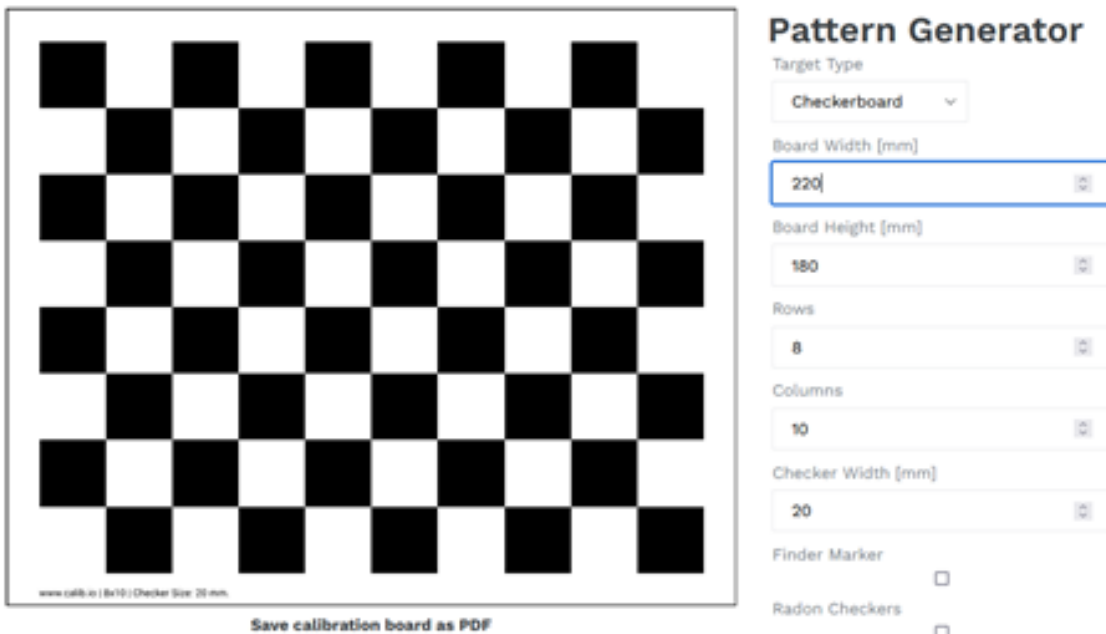 Pattern Generator
Target Type
Checkerboard
Board Width [mm]
220
Board Height [mm]
180
Rows
8
Columns
10
Checker Width [mm]
20
Finder Marker
Radon Checkers
www.calib.io | 8x10 | Checker Size: 20 mm.
Save calibration board as PDF